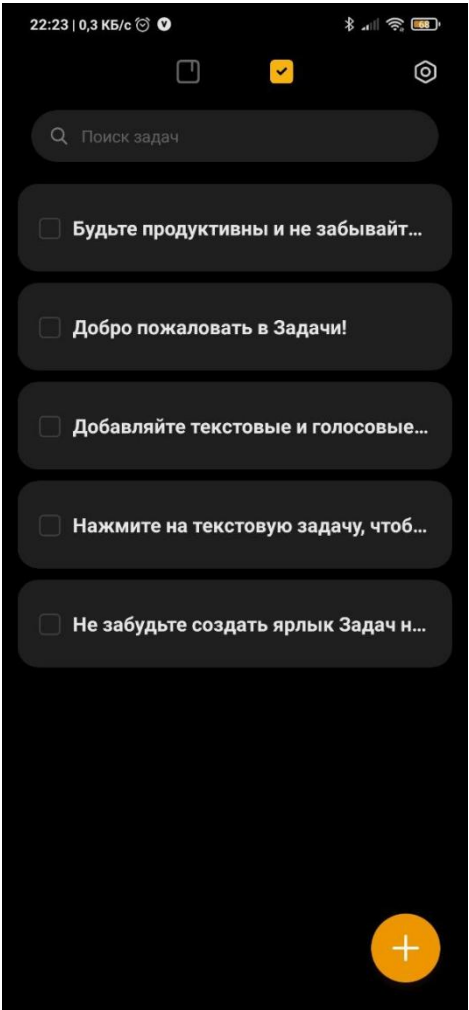 22:23 | 0,3 КБ/с V 68
Поиск задач
Будьте продуктивны и не забывайт...
Добро пожаловать в Задачи!
Добавляйте текстовые и голосовые...
Нажмите на текстовую задачу, чтоб...
Не забудьте создать ярлык Задач н...